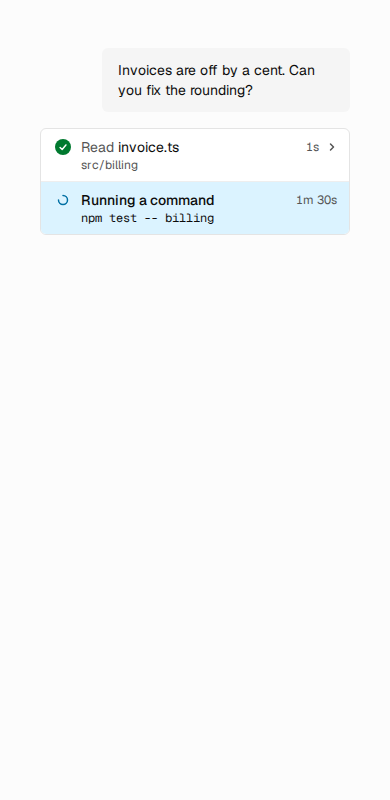 Invoices are off by a cent. Can
you fix the rounding?
Read invoice.ts 1s
src/billing
Running a command 1m 30s
npm test -- billing